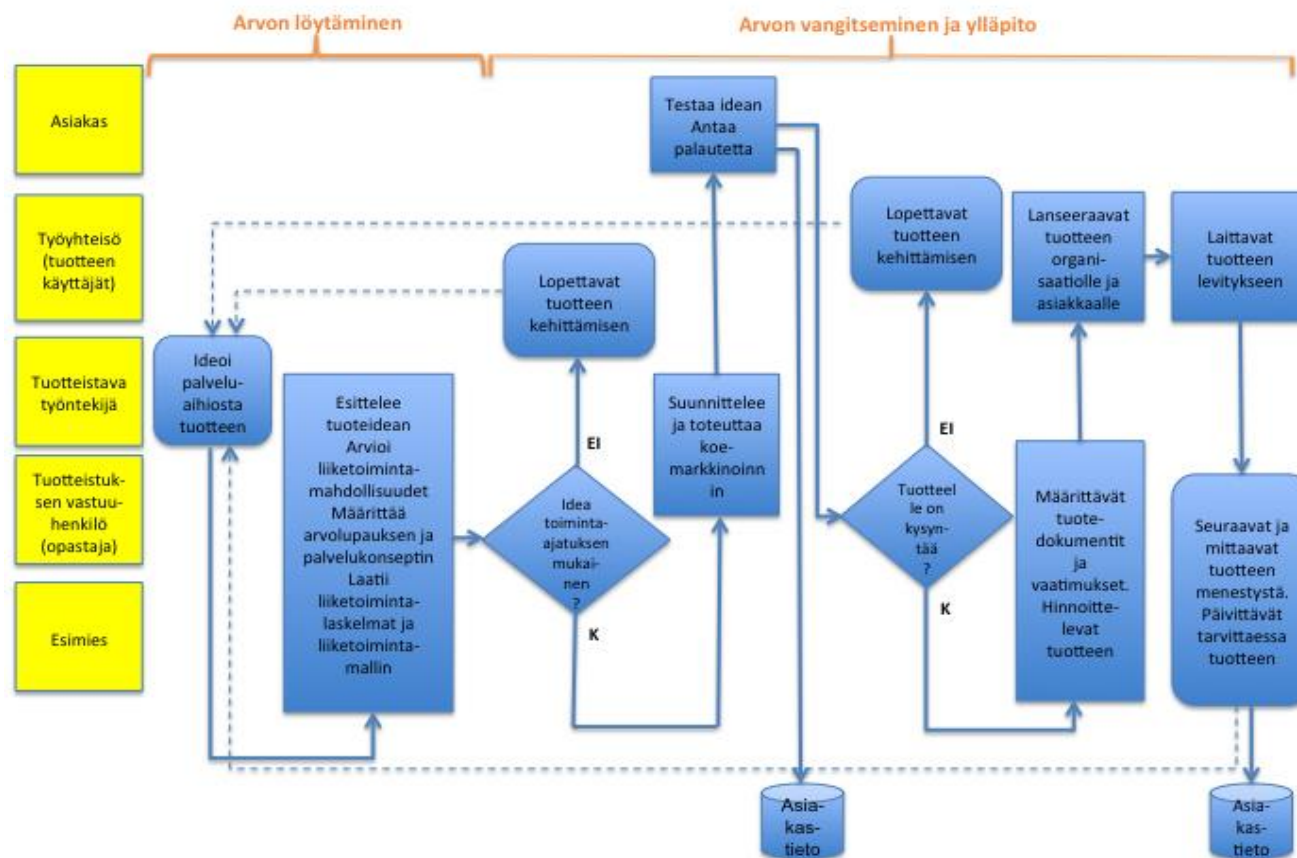 Arvon löytäminen
Arvon vangitseminen ja ylläpito
Asiakas
Työyhteisö
(tuotteen
käyttäjät)
Tuotteistava
työntekijä
Tuotteistuk-
sen vastuu-
henkilö
(opastaja)
Esimies
Ideoi
palvelu-
aihiosta
tuotteen
Esittelee
tuoteidean
Arvioi
liiketoiminta-
mahdollisuudet
Määrittää
arvolupauksen ja
palvelukonseptin
Laatii
liiketoiminta-
laskelmat ja
liiketoiminta-
mallin
Lopettavat
tuotteen
kehittämisen
EI
Idea
toiminta-
ajatuksen
mukai-
nen
?
K
Suunnittelee
ja toteuttaa
koe-
markkinoinn
in
Testaa idean
Antaa
palautetta
Asia-
kas-
tieto
Lopettavat
tuotteen
kehittämisen
EI
Tuotteel
le on
kysyn-
tää
?
K
Määrittävät
tuote-
dokumentit
ja
vaatimukset.
Hinnoitte-
levat
tuotteen
Lanseeraavat
tuotteen
organi-
saatiolle ja
asiakkaalle
Laittavat
tuotteen
levitykseen
Seuraavat ja
mittaavat
tuotteen
menestystä.
Päivittävät
tarvittaessa
tuotteen
Asia-
kas-
tieto